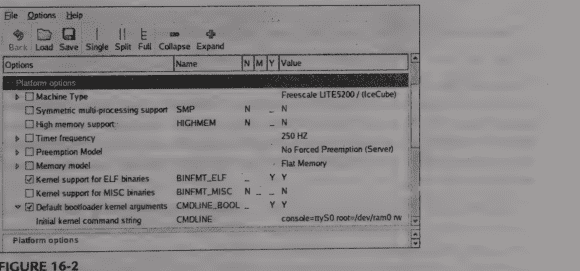 File Options Help
Back Load Save Single Split Full Collapse Expand
Options Name N M Y Value
Platform options
Machine Type Freescale LITE5200 / (IceCube)
Symmetric multi-processing support SMP N _ N
High memory support HIGHMEM N _ N
Timer frequency 250 HZ
Preemption Model No Forced Preemption (Server)
Memory model Flat Memory
Kernel support for ELF binaries BINFMT_ELF _ Y Y
Kernel support for MISC binaries BINFMT_MISC N _ _ N
Default bootloader kernel arguments CMDLINE_BOOL _ Y Y
Initial kernel command string CMDLINE console=ttyS0 root=/dev/ram0 rw
Platform options
FIGURE 16-2